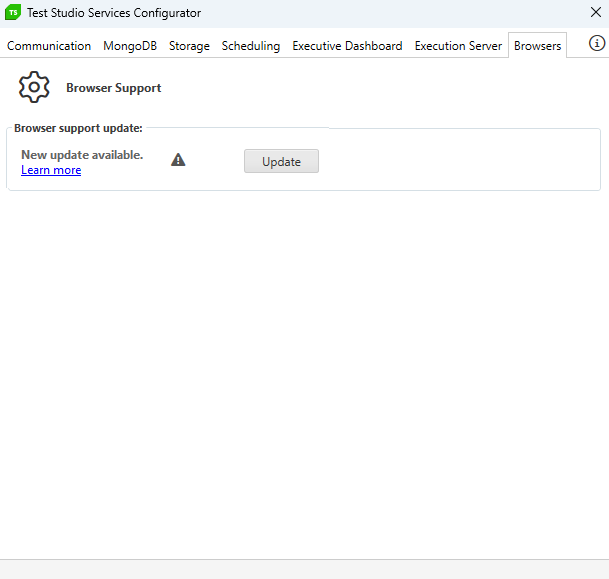 TS Test Studio Services Configurator
Communication MongoDB Storage Scheduling Executive Dashboard Execution Server Browsers
Browser Support
Browser support update:
New update available.
Learn more
Update